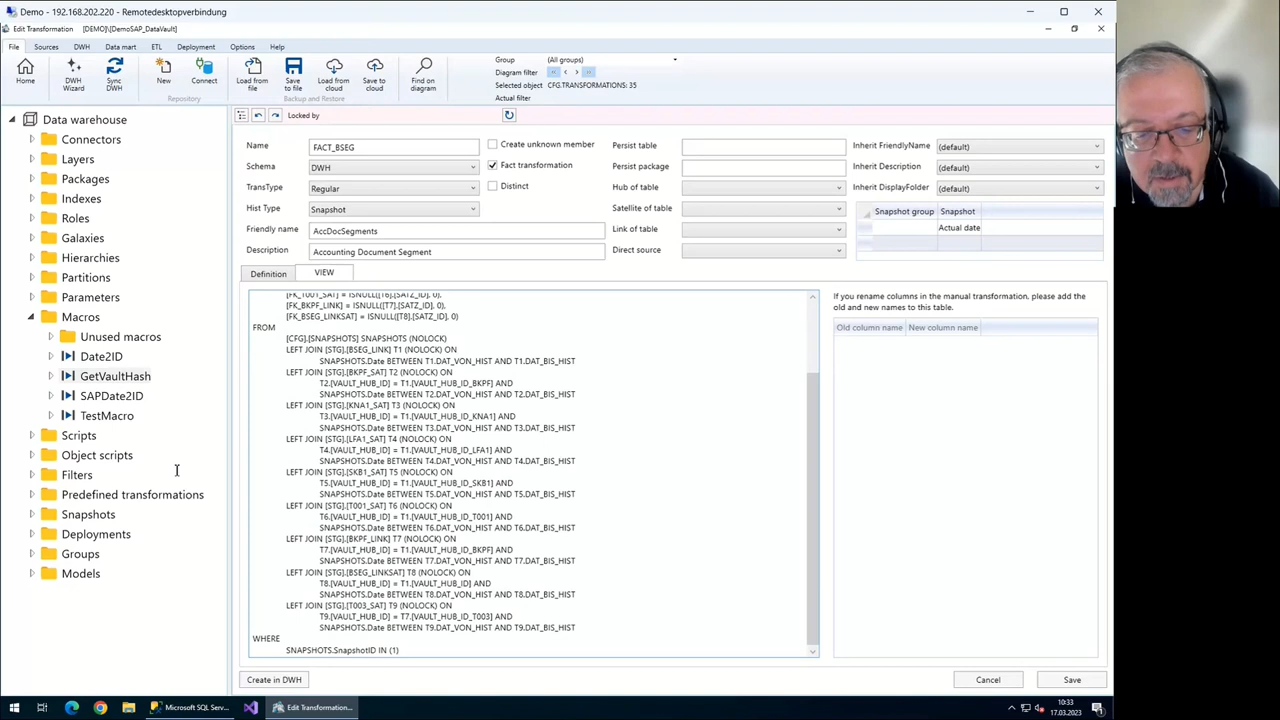 Demo - 192.168.202.220 - Remotedesktopverbindung
Edit Transformation [DEMO]\[DemoSAP_DataVault]
File Sources DWH Data mart ETL Deployment Options Help
Home
DWH Wizard
Sync DWH
New
Connect
Load from file
Save to file
Load from cloud
Save to cloud
Find on diagram
Repository
Backup and Restore
Group (All groups)
Diagram filter
Selected object CFG.TRANSFORMATIONS: 35
Actual filter
Data warehouse
Connectors
Layers
Packages
Indexes
Roles
Galaxies
Hierarchies
Partitions
Parameters
Macros
Unused macros
Date2ID
GetVaultHash
SAPDate2ID
TestMacro
Scripts
Object scripts
Filters
Predefined transformations
Snapshots
Deployments
Groups
Models
Locked by
Name FACT_BSEG
Schema DWH
TransType Regular
Hist Type Snapshot
Friendly name AccDocSegments
Description Accounting Document Segment
Create unknown member
Fact transformation
Distinct
Persist table
Persist package
Hub of table
Satellite of table
Link of table
Direct source
Inherit FriendlyName (default)
Inherit Description (default)
Inherit DisplayFolder (default)
Snapshot group Snapshot
Actual date
Definition VIEW
[FK_T001_SAT] = ISNULL([T6].[SATZ_ID], 0),
[FK_BKPF_LINK] = ISNULL([T7].[SATZ_ID], 0),
[FK_BSEG_LINKSAT] = ISNULL([T8].[SATZ_ID], 0)
FROM
[CFG].[SNAPSHOTS] SNAPSHOTS (NOLOCK)
LEFT JOIN [STG].[BSEG_LINK] T1 (NOLOCK) ON
SNAPSHOTS.Date BETWEEN T1.DAT_VON_HIST AND T1.DAT_BIS_HIST
LEFT JOIN [STG].[BKPF_SAT] T2 (NOLOCK) ON
T2.[VAULT_HUB_ID] = T1.[VAULT_HUB_ID_BKPF] AND
SNAPSHOTS.Date BETWEEN T2.DAT_VON_HIST AND T2.DAT_BIS_HIST
LEFT JOIN [STG].[KNA1_SAT] T3 (NOLOCK) ON
T3.[VAULT_HUB_ID] = T1.[VAULT_HUB_ID_KNA1] AND
SNAPSHOTS.Date BETWEEN T3.DAT_VON_HIST AND T3.DAT_BIS_HIST
LEFT JOIN [STG].[LFA1_SAT] T4 (NOLOCK) ON
T4.[VAULT_HUB_ID] = T1.[VAULT_HUB_ID_LFA1] AND
SNAPSHOTS.Date BETWEEN T4.DAT_VON_HIST AND T4.DAT_BIS_HIST
LEFT JOIN [STG].[SKB1_SAT] T5 (NOLOCK) ON
T5.[VAULT_HUB_ID] = T1.[VAULT_HUB_ID_SKB1] AND
SNAPSHOTS.Date BETWEEN T5.DAT_VON_HIST AND T5.DAT_BIS_HIST
LEFT JOIN [STG].[T001_SAT] T6 (NOLOCK) ON
T6.[VAULT_HUB_ID] = T1.[VAULT_HUB_ID_T001] AND
SNAPSHOTS.Date BETWEEN T6.DAT_VON_HIST AND T6.DAT_BIS_HIST
LEFT JOIN [STG].[BKPF_LINK] T7 (NOLOCK) ON
T7.[VAULT_HUB_ID] = T1.[VAULT_HUB_ID_BKPF] AND
SNAPSHOTS.Date BETWEEN T7.DAT_VON_HIST AND T7.DAT_BIS_HIST
LEFT JOIN [STG].[BSEG_LINKSAT] T8 (NOLOCK) ON
T8.[VAULT_HUB_ID] = T1.[VAULT_HUB_ID] AND
SNAPSHOTS.Date BETWEEN T8.DAT_VON_HIST AND T8.DAT_BIS_HIST
LEFT JOIN [STG].[T003_SAT] T9 (NOLOCK) ON
T9.[VAULT_HUB_ID] = T7.[VAULT_HUB_ID_T003] AND
SNAPSHOTS.Date BETWEEN T9.DAT_VON_HIST AND T9.DAT_BIS_HIST
WHERE
SNAPSHOTS.SnapshotID IN (1)
If you rename columns in the manual transformation, please add the
old and new names to this table.
Old column name New column name
Create in DWH Cancel Save
Microsoft SQL Serv... Edit Transformation...
10:33
17.03.2023